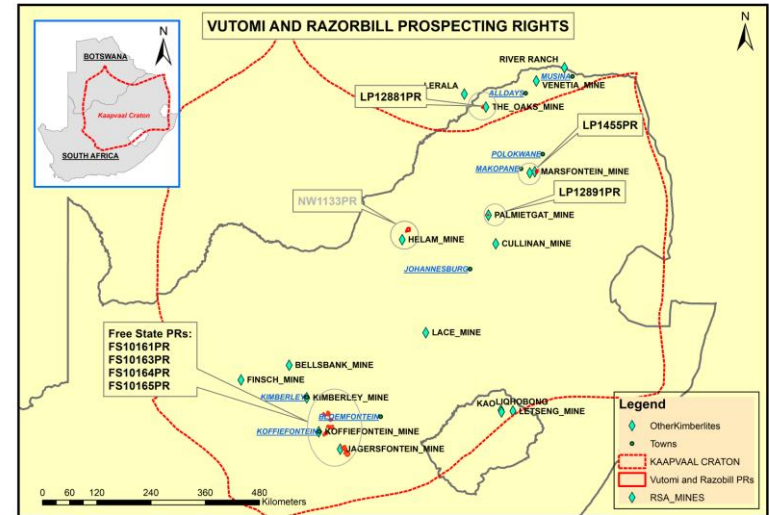 VUTOMI AND RAZORBILL PROSPECTING RIGHTS
N
BOTSWANA
Kaapvaal Craton
SOUTH AFRICA
N
RIVER RANCH
MUSINA
VENETIA_MINE
LERALA
ALLDAYS
LP12881PR
THE_OAKS_MINE
LP1455PR
POLOKWANE
MAKOPANE
MARSFONTEIN_MINE
LP12891PR
NW1133PR
PALMIETGAT_MINE
HELAM_MINE
CULLINAN_MINE
JOHANNESBURG
Free State PRs:
FS10161PR
FS10163PR
FS10164PR
FS10165PR
LACE_MINE
BELLSBANK_MINE
FINSCH_MINE
KIMBERLEY
KIMBERLEY_MINE
BLOEMFONTEIN
KOFFIEFONTEIN
KOFFIEFONTEIN_MINE
JAGERSFONTEIN_MINE
KAO
LIQHOBONG
LETSENG_MINE
Legend
OtherKimberlites
Towns
KAAPVAAL CRATON
Vutomi and Razobill PRs
RSA_MINES
0 60 120 240 360 480
Kilometers